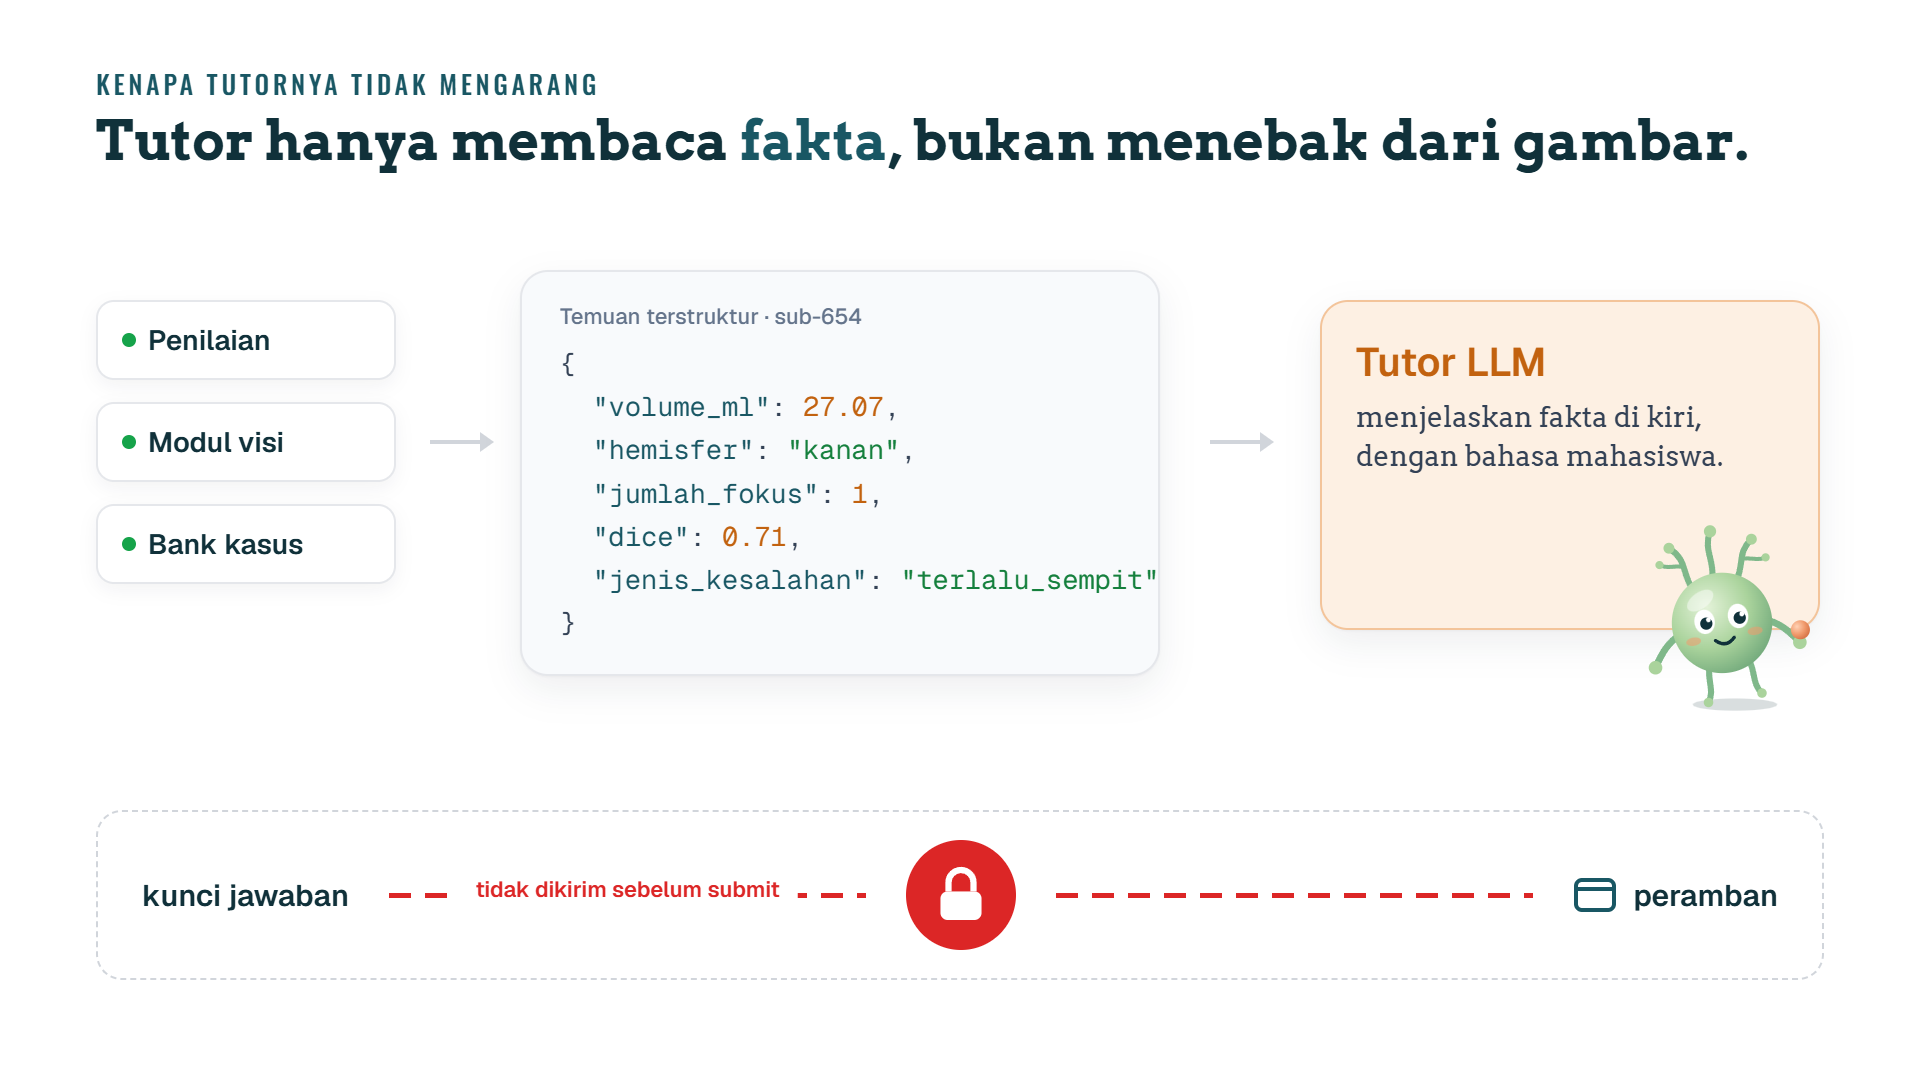 KENAPA TUTORNYA TIDAK MENGARANG
Tutor hanya membaca fakta, bukan menebak dari gambar.
Penilaian
Modul visi
Bank kasus
Temuan terstruktur · sub-654
{
"volume_ml": 27.07,
"hemisfer": "kanan",
"jumlah_fokus": 1,
"dice": 0.71,
"jenis_kesalahan": "terlalu_sempit"
}
Tutor LLM
menjelaskan fakta di kiri,
dengan bahasa mahasiswa.
kunci jawaban
tidak dikirim sebelum submit
peramban